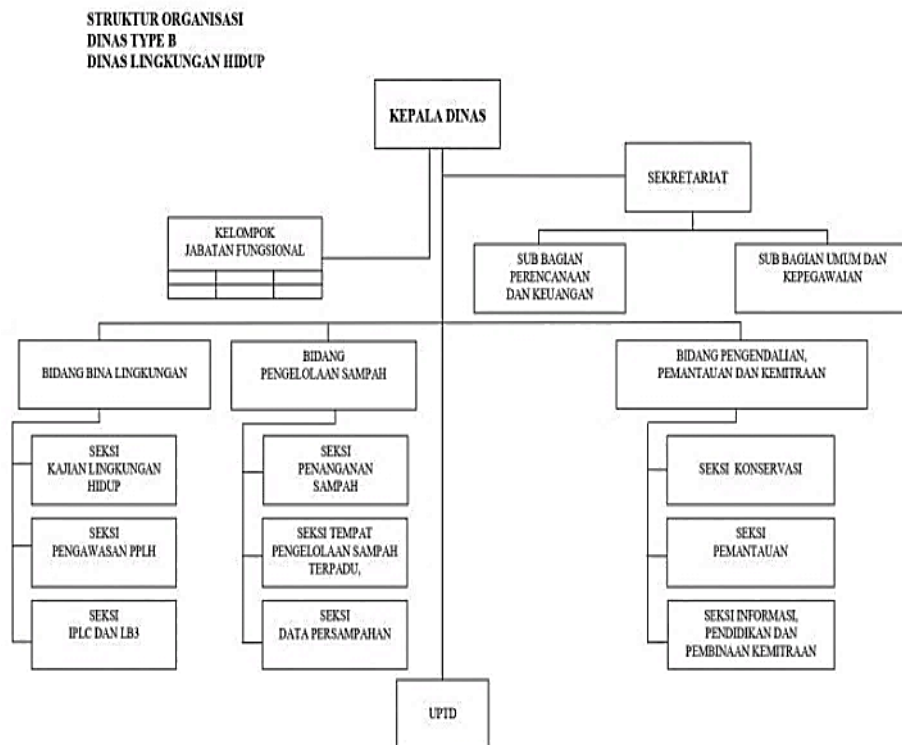 STRUKTUR ORGANISASI
DINAS TYPE B
DINAS LINGKUNGAN HIDUP
KEPALA DINAS
SEKRETARIAT
KELOMPOK
JABATAN FUNGSIONAL
SUB BAGIAN
PERENCANAAN
DAN KEUANGAN
SUB BAGIAN UMUM DAN
KEPEGAWAIAN
BIDANG BINA LINGKUNGAN
BIDANG
PENGELOLAAN SAMPAH
BIDANG PENGENDALIAN,
PEMANTAUAN DAN KEMITRAAN
SEKSI
KAJIAN LINGKUNGAN
HIDUP
SEKSI
PENGAWASAN PPLH
SEKSI
IPLC DAN LB3
SEKSI
PENANGANAN
SAMPAH
SEKSI TEMPAT
PENGELOLAAN SAMPAH
TERPADU,
SEKSI
DATA PERSAMPAHAN
SEKSI KONSERVASI
SEKSI
PEMANTAUAN
SEKSI INFORMASI,
PENDIDIKAN DAN
PEMBINAAN KEMITRAAN
UPTD